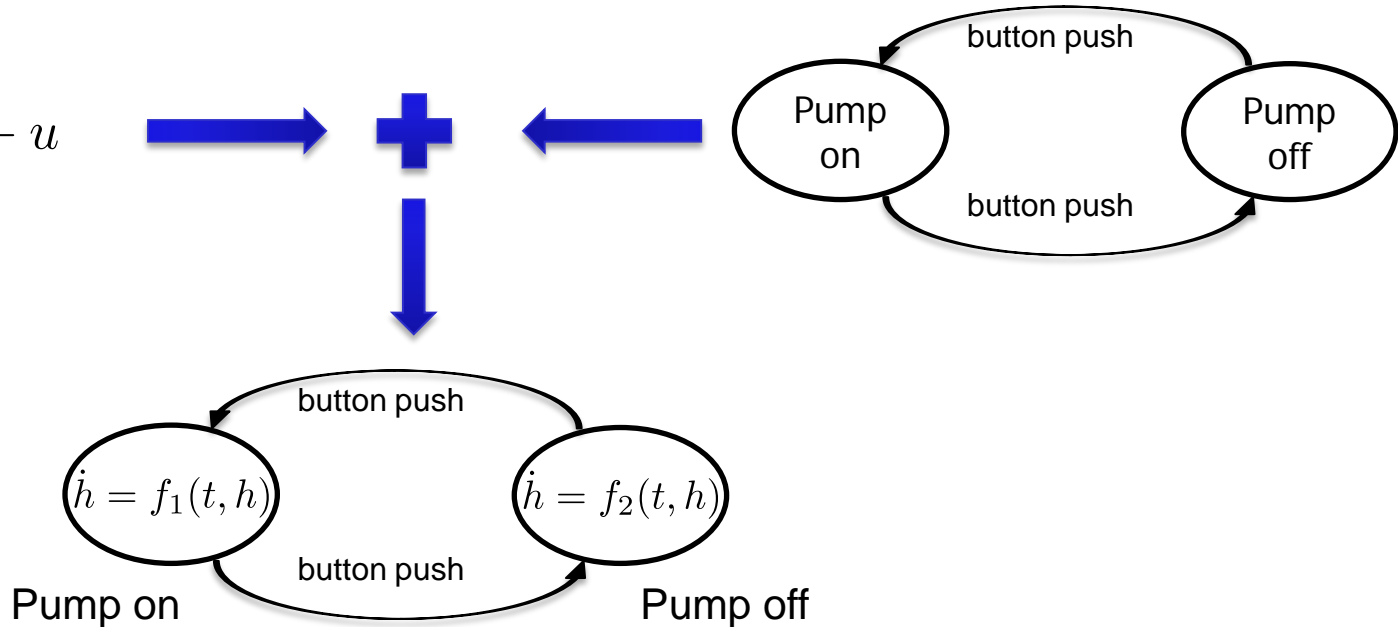 − u
button push
Pump
on
Pump
off
button push
button push
ḣ = f₁(t, h)
ḣ = f₂(t, h)
button push
Pump on
Pump off